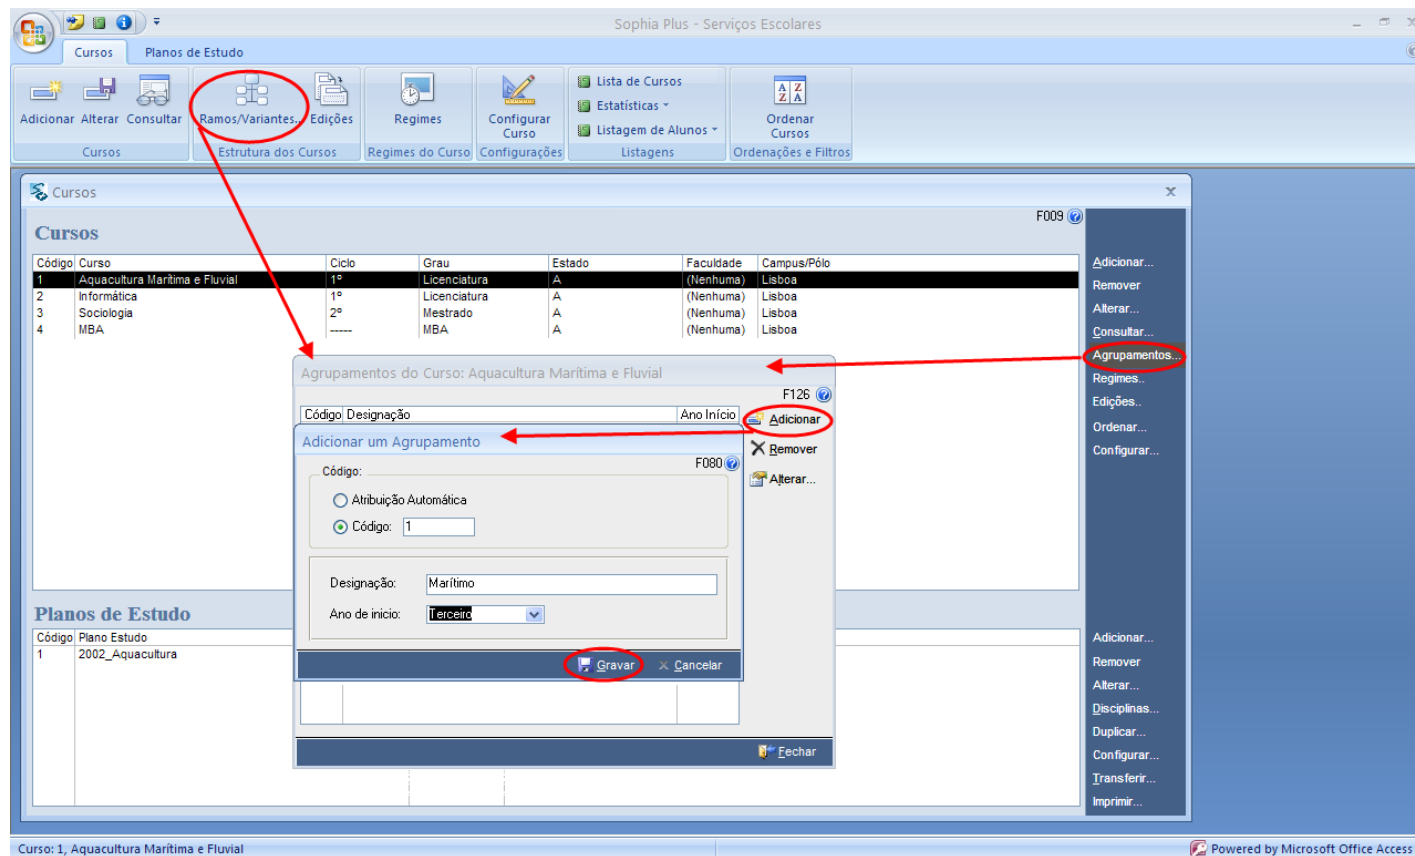 Sophia Plus - Serviços Escolares
Cursos
Planos de Estudo
Adicionar
Alterar
Consultar
Ramos/Variantes...
Edições
Regimes
Configurar
Curso
Lista de Cursos
Estatísticas
Listagem de Alunos
A Z
Z A
Ordenar
Cursos
Cursos
Estrutura dos Cursos
Regimes do Curso
Configurações
Listagens
Ordenações e Filtros
Cursos
F009
Cursos
Código Curso Ciclo Grau Estado Faculdade Campus/Pólo
1 Aquacultura Marítima e Fluvial 1º Licenciatura A (Nenhuma) Lisboa
2 Informática 1º Licenciatura A (Nenhuma) Lisboa
3 Sociologia 2º Mestrado A (Nenhuma) Lisboa
4 MBA ----- MBA A (Nenhuma) Lisboa
Adicionar...
Remover
Alterar...
Consultar...
Agrupamentos...
Regimes..
Edições..
Ordenar...
Configurar...
Agrupamentos do Curso: Aquacultura Marítima e Fluvial
F126
Código Designação Ano Início
Adicionar
Remover
Alterar...
Adicionar um Agrupamento
F080
Código:
Atribuição Automática
Código: 1
Designação: Marítimo
Ano de inicio: Terceiro
Gravar
Cancelar
Fechar
Planos de Estudo
Código Plano Estudo
1 2002_Aquacultura
Adicionar...
Remover
Alterar...
Disciplinas...
Duplicar...
Configurar...
Transferir...
Imprimir...
Curso: 1, Aquacultura Marítima e Fluvial
Powered by Microsoft Office Access